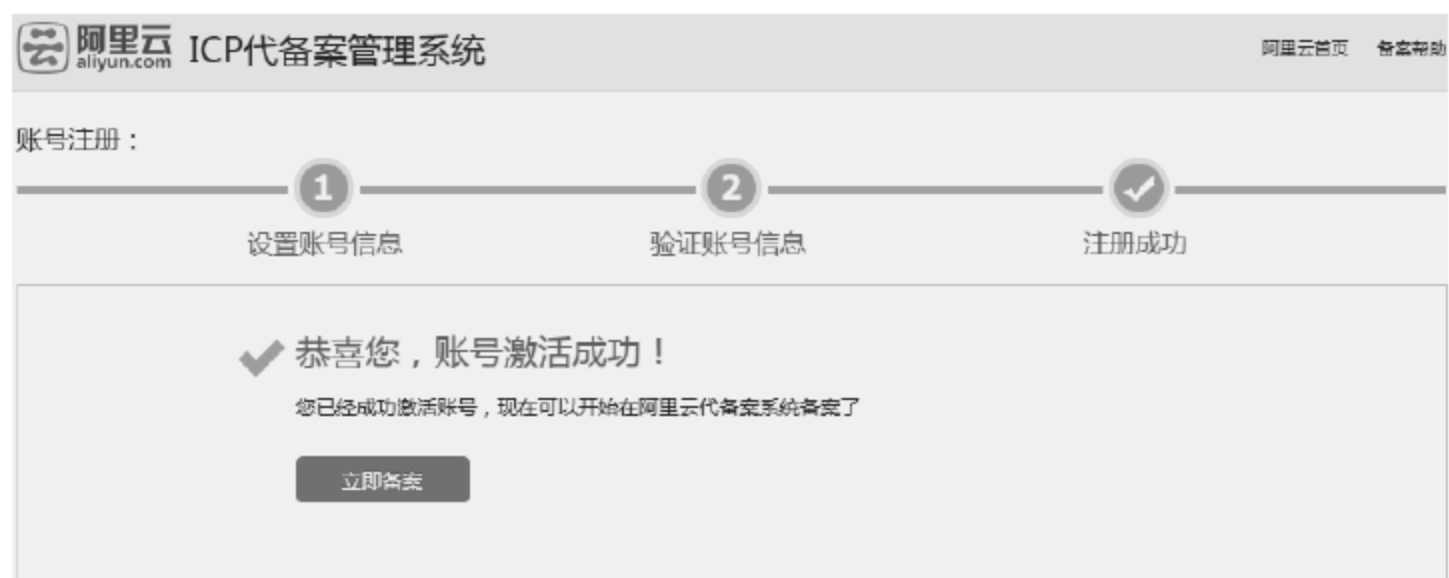 阿里云 aliyun.com ICP代备案管理系统 阿里云首页 备案帮助
账号注册：
1 2
设置账号信息 验证账号信息 注册成功
恭喜您，账号激活成功！
您已经成功激活账号，现在可以开始在阿里云代备案系统备案了
立即备案